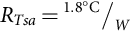 R_Tsa = 1.8°C/W